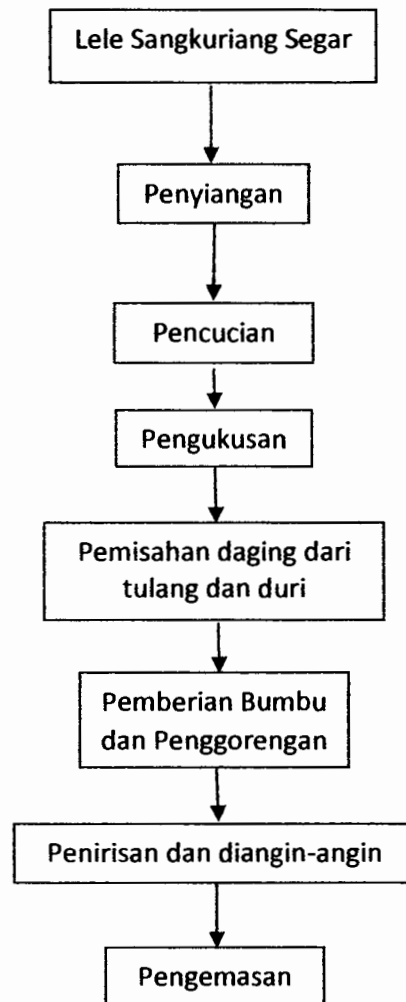 Lele Sangkuriang Segar
Penyiangan
Pencucian
Pengukusan
Pemisahan daging dari
tulang dan duri
Pemberian Bumbu
dan Penggorengan
Penirisan dan diangin-angin
Pengemasan